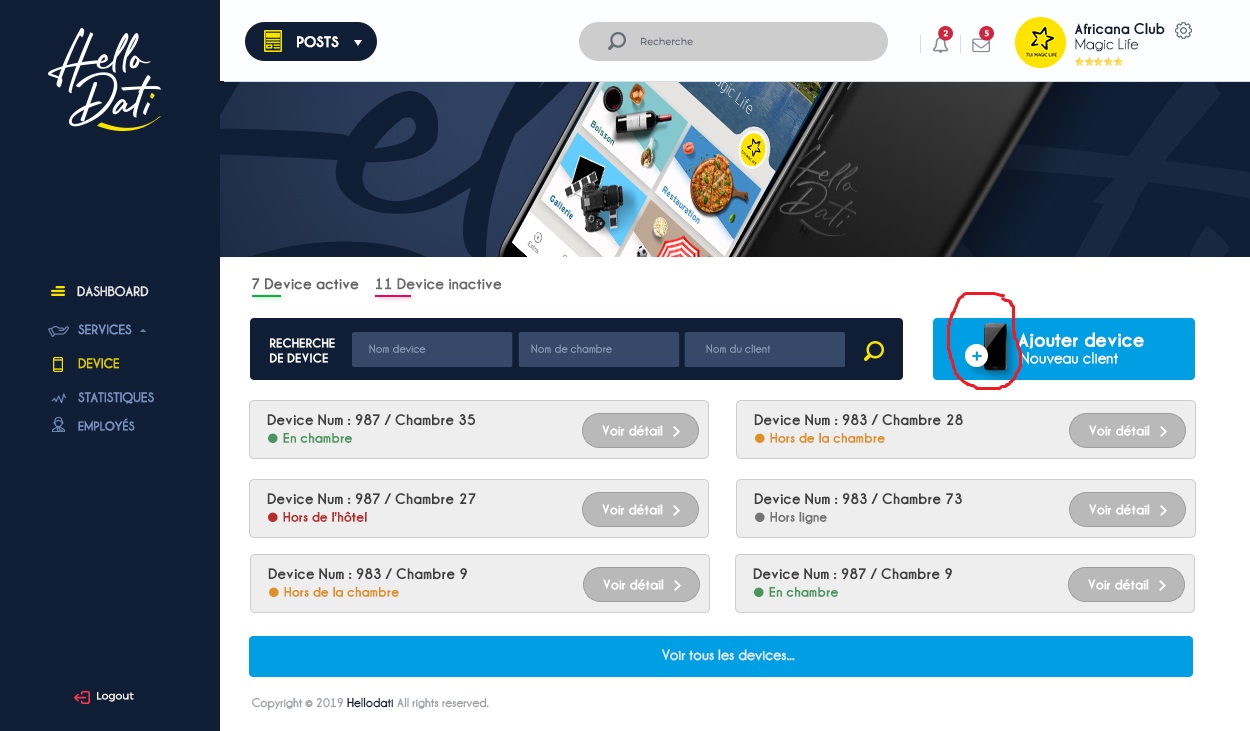 Hello
Dati
POSTS
Recherche
2
5
TUI MAGIC LIFE
Africana Club
Magic Life
Magic Life
Boisson
Restauration
Gallerie
Extra
Hello
Dati
DASHBOARD
SERVICES
DEVICE
STATISTIQUES
EMPLOYÉS
Logout
7 Device active 11 Device inactive
RECHERCHE
DE DEVICE
Nom device
Nom de chambre
Nom du client
Ajouter device
Nouveau client
Device Num : 987 / Chambre 35
En chambre
Voir détail
Device Num : 983 / Chambre 28
Hors de la chambre
Voir détail
Device Num : 987 / Chambre 27
Hors de l'hôtel
Voir détail
Device Num : 983 / Chambre 73
Hors ligne
Voir détail
Device Num : 983 / Chambre 9
Hors de la chambre
Voir détail
Device Num : 987 / Chambre 9
En chambre
Voir détail
Voir tous les devices...
Copyright © 2019 Hellodati All rights reserved.